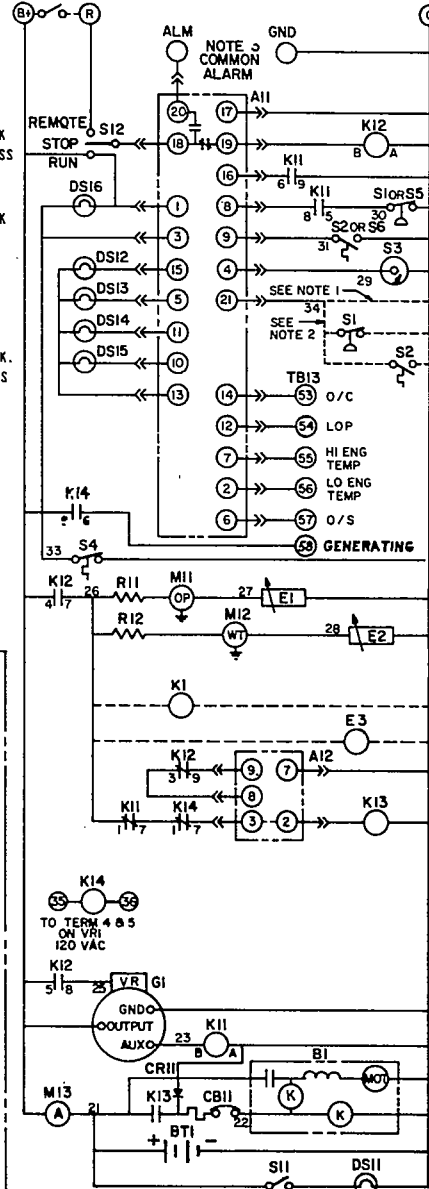 B+ R
ALM NOTE 3 COMMON ALARM GND
A11
REMOTE
STOP S12
RUN
K
SS
K
K.
S
20 17
18 19 K12
B A
16 K11
6 9
DS16 1 8 K11 S1 OR S5
8 5 30
3 9 S2 OR S6
31
DS12 15 4 S3
29
DS13 5 21 SEE NOTE 1
34
DS14 11 SEE NOTE 2 S1
DS15 10 S2
13 TB13
14 53 O/C
12 54 LOP
7 55 HI ENG TEMP
K14 2 56 LO ENG TEMP
6
6 57 O/S
58 GENERATING
33 S4
K12 R11 M11
4 7 26 OP 27 E1
R12 M12
WT 28 E2
K1
E3
K12 A12
3 9 9 7
8
K11 K14 K13
1 7 1 7 3 2
K14
35 36
TO TERM 4 & 5
ON VR1
120 VAC
K12
5 8 25 VR G1
GND
OUTPUT K11
AUX 23 B A
CR11 B1
M13 K13 CB11 K MOT
A 21 22 K
BT1
+ -
S11 DS11